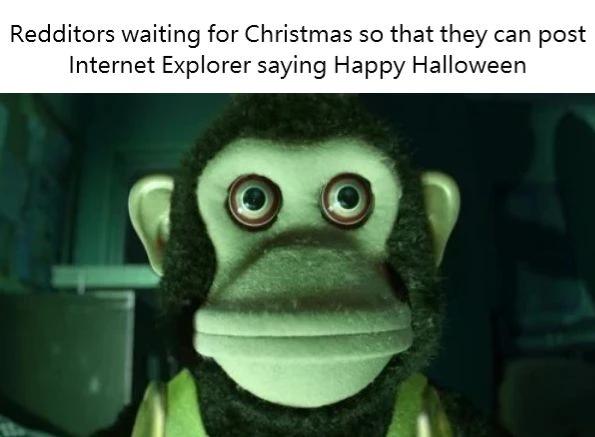 Redditors waiting for Christmas so that they can post
Internet Explorer saying Happy Halloween